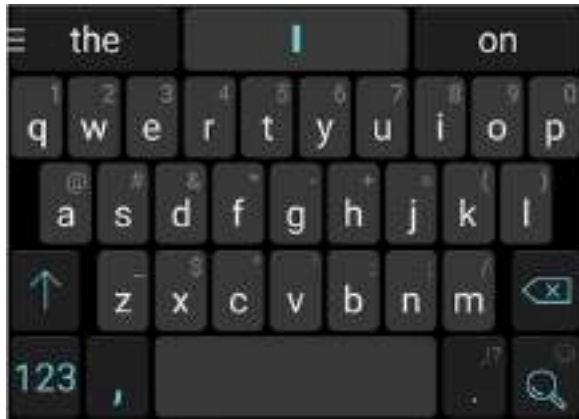 the I on
1 2 3 4 5 6 7 8 9 0
q w e r t y u i o p
@ # & * - + = ( )
a s d f g h j k l
_ $ " ' : ; /
z x c v b n m
,!?
123 , .